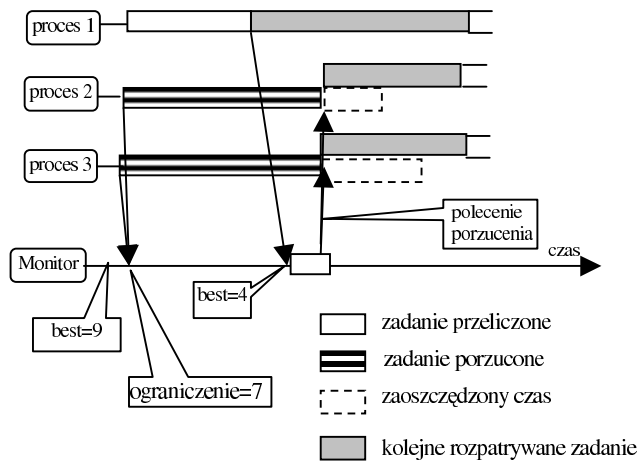 proces 1
proces 2
proces 3
polecenie
porzucenia
czas
Monitor
best=4
best=9
ograniczenie=7
zadanie przeliczone
zadanie porzucone
zaoszczędzony czas
kolejne rozpatrywane zadanie